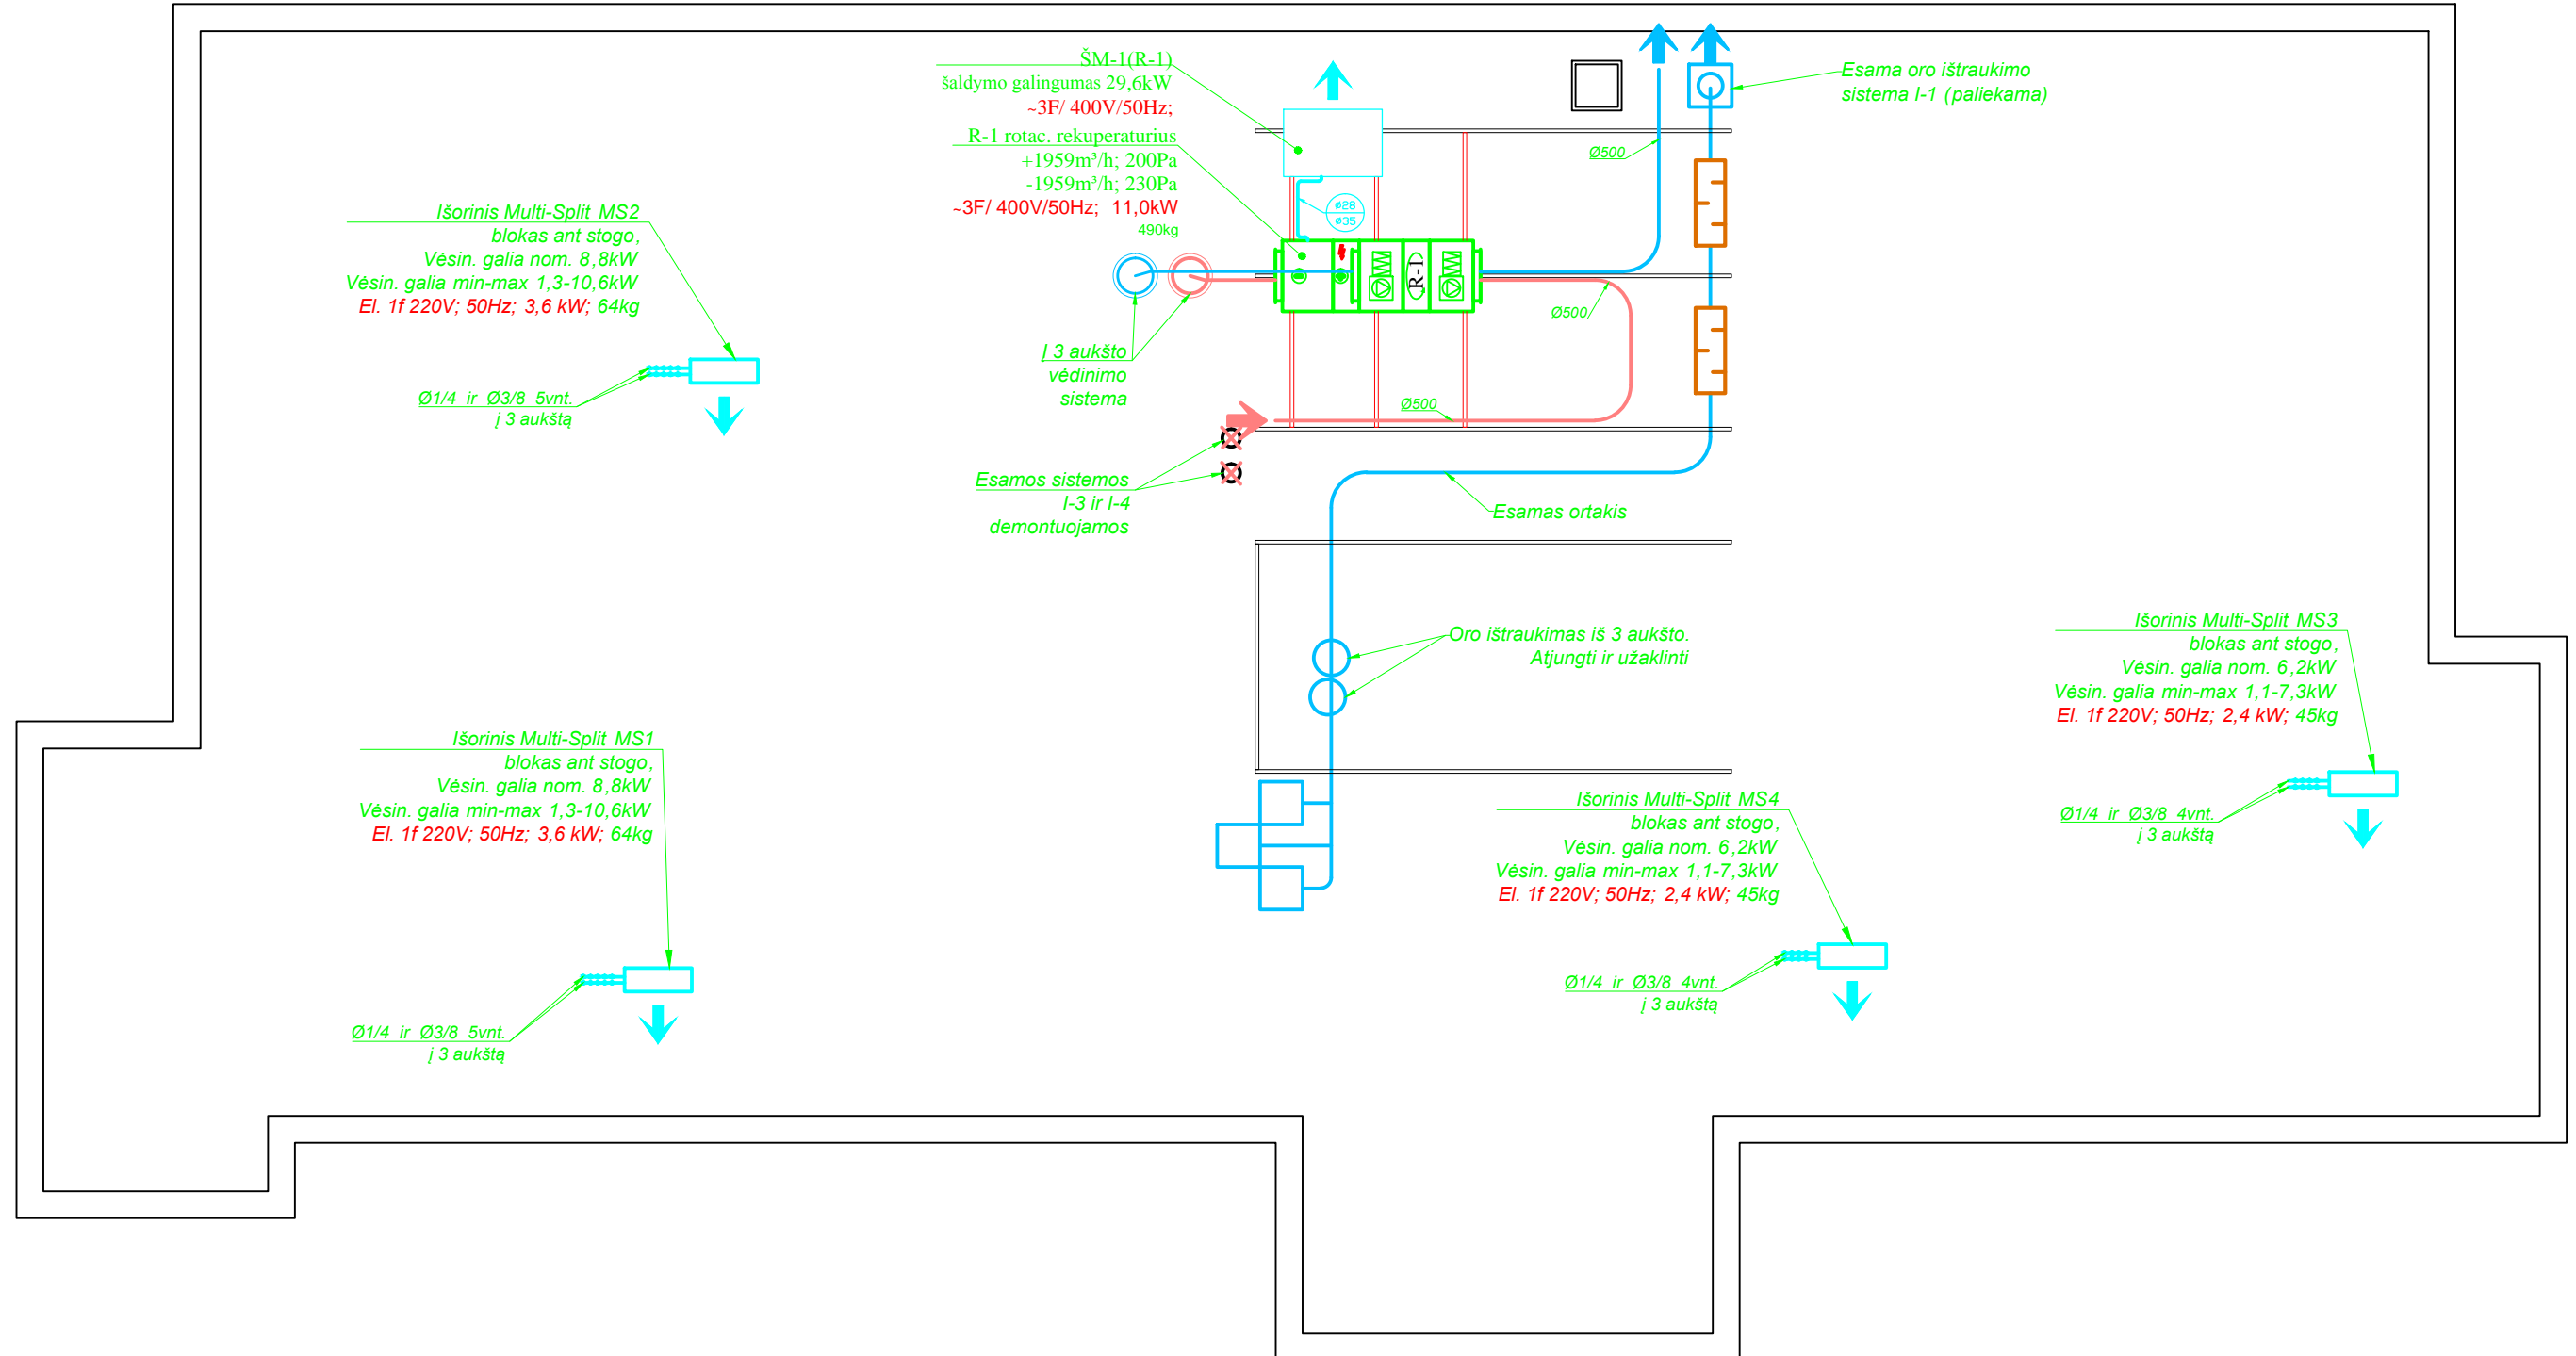 ŠM-1(R-1)
šaldymo galingumas 29,6kW
~3F/ 400V/50Hz;
R-1 rotac. rekuperaturius
+1959m³/h; 200Pa
-1959m³/h; 230Pa
~3F/ 400V/50Hz; 11,0kW
490kg
Esama oro ištraukimo
sistema I-1 (paliekama)
Ø500
ø28
ø35
R-1
Ø500
Ø500
Į 3 aukšto
vėdinimo
sistema
Išorinis Multi-Split MS2
blokas ant stogo,
Vėsin. galia nom. 8,8kW
Vėsin. galia min-max 1,3-10,6kW
El. 1f 220V; 50Hz; 3,6 kW; 64kg
Ø1/4 ir Ø3/8 5vnt.
į 3 aukštą
Esamos sistemos
I-3 ir I-4
demontuojamos
Esamas ortakis
Oro ištraukimas iš 3 aukšto.
Atjungti ir užaklinti
Išorinis Multi-Split MS3
blokas ant stogo,
Vėsin. galia nom. 6,2kW
Vėsin. galia min-max 1,1-7,3kW
El. 1f 220V; 50Hz; 2,4 kW; 45kg
Ø1/4 ir Ø3/8 4vnt.
į 3 aukštą
Išorinis Multi-Split MS1
blokas ant stogo,
Vėsin. galia nom. 8,8kW
Vėsin. galia min-max 1,3-10,6kW
El. 1f 220V; 50Hz; 3,6 kW; 64kg
Ø1/4 ir Ø3/8 5vnt.
į 3 aukštą
Išorinis Multi-Split MS4
blokas ant stogo,
Vėsin. galia nom. 6,2kW
Vėsin. galia min-max 1,1-7,3kW
El. 1f 220V; 50Hz; 2,4 kW; 45kg
Ø1/4 ir Ø3/8 4vnt.
į 3 aukštą